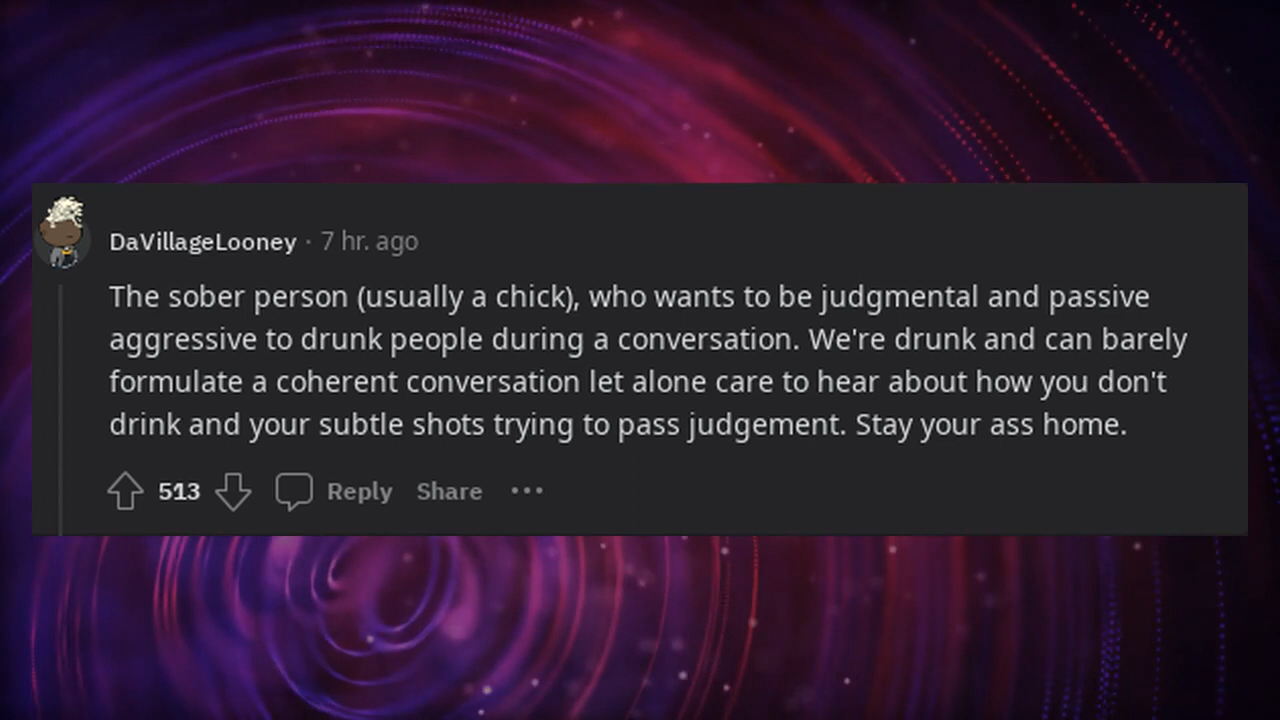 DaVillageLooney · 7 hr. ago
The sober person (usually a chick), who wants to be judgmental and passive
aggressive to drunk people during a conversation. We're drunk and can barely
formulate a coherent conversation let alone care to hear about how you don't
drink and your subtle shots trying to pass judgement. Stay your ass home.
513 Reply Share